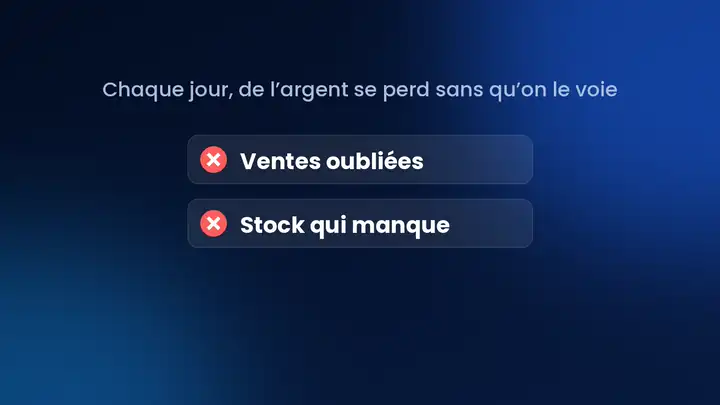 Chaque jour, de l’argent se perd sans qu’on le voie
Ventes oubliées
Stock qui manque